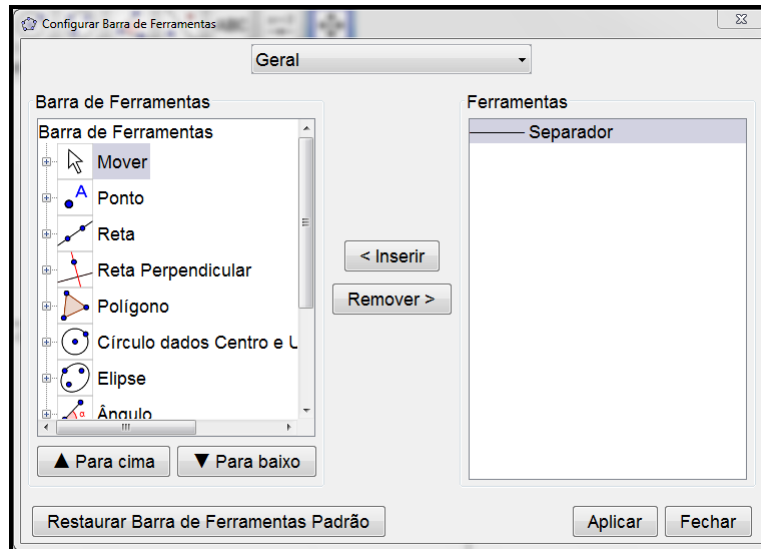 Configurar Barra de Ferramentas
Geral
Barra de Ferramentas
Barra de Ferramentas
Mover
A Ponto
Reta
Reta Perpendicular
Polígono
Círculo dados Centro e U
Elipse
α Ângulo
▲ Para cima
▼ Para baixo
< Inserir
Remover >
Ferramentas
Separador
Restaurar Barra de Ferramentas Padrão
Aplicar
Fechar